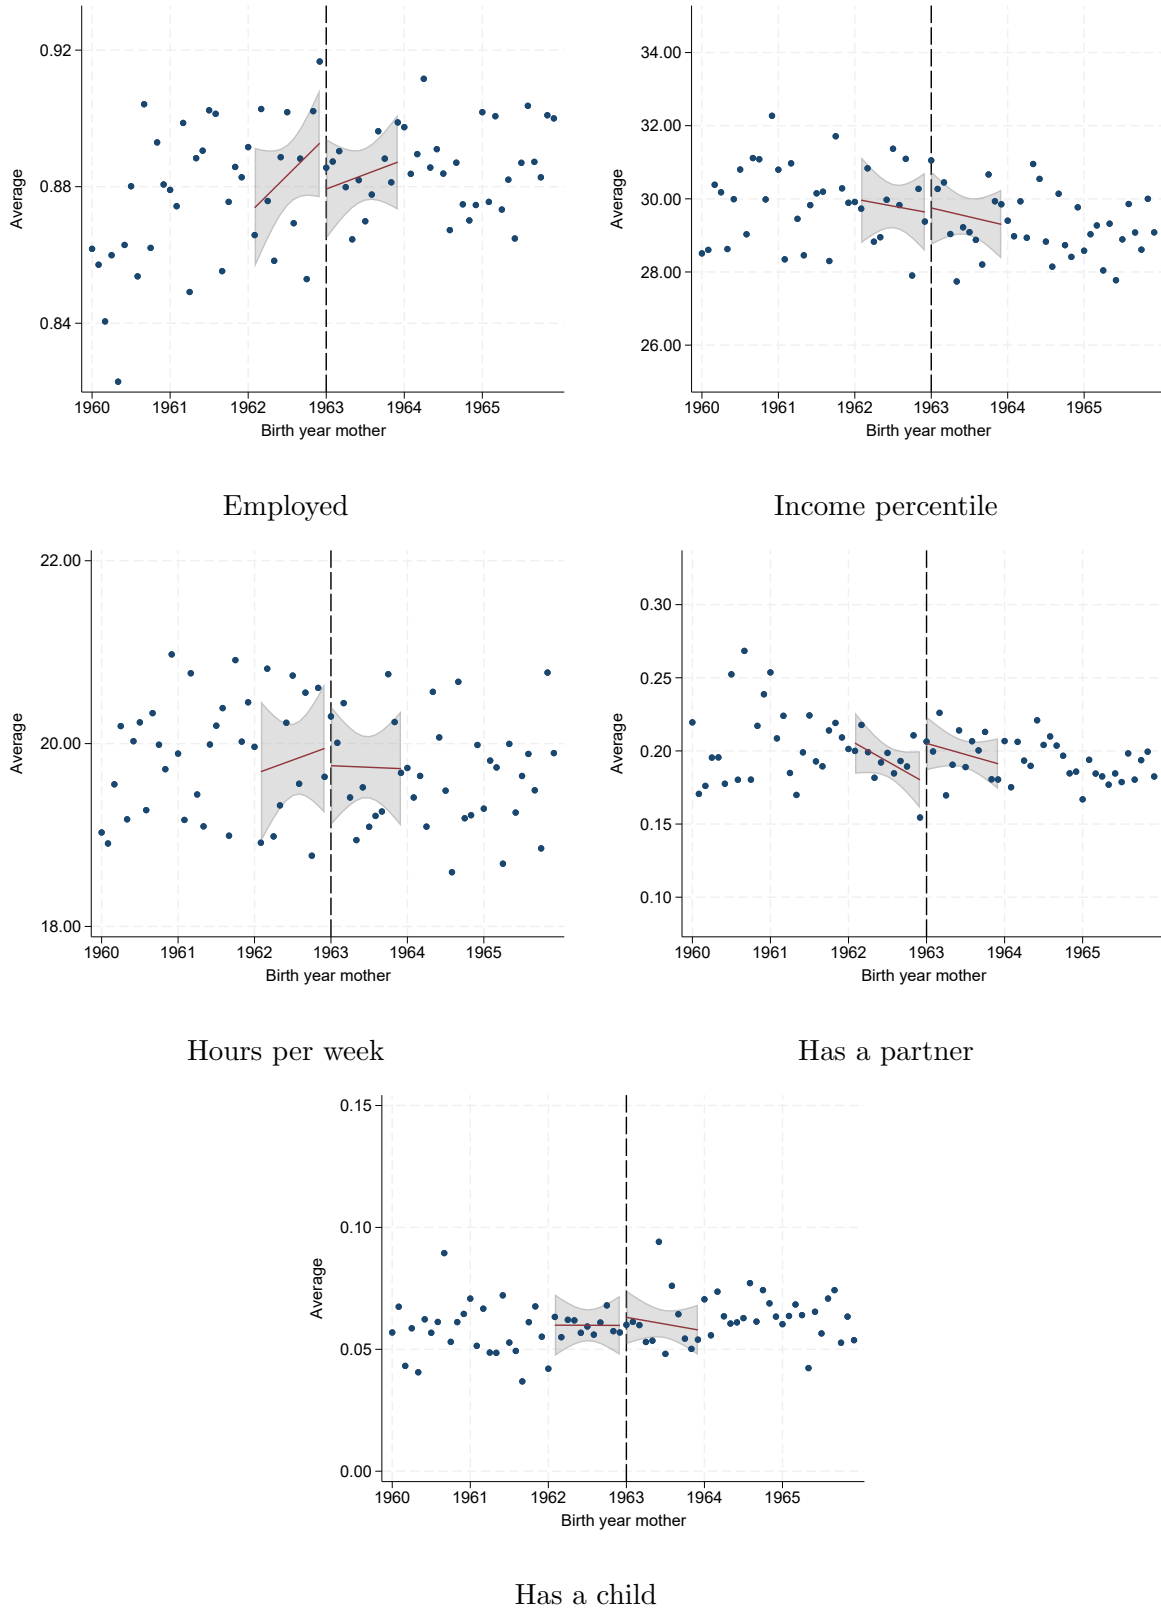 0.92
0.88
0.84
Average
1960 1961 1962 1963 1964 1965
Birth year mother
Employed
34.00
32.00
30.00
28.00
26.00
Average
1960 1961 1962 1963 1964 1965
Birth year mother
Income percentile
22.00
20.00
18.00
Average
1960 1961 1962 1963 1964 1965
Birth year mother
Hours per week
0.30
0.25
0.20
0.15
0.10
Average
1960 1961 1962 1963 1964 1965
Birth year mother
Has a partner
0.15
0.10
0.05
0.00
Average
1960 1961 1962 1963 1964 1965
Birth year mother
Has a child